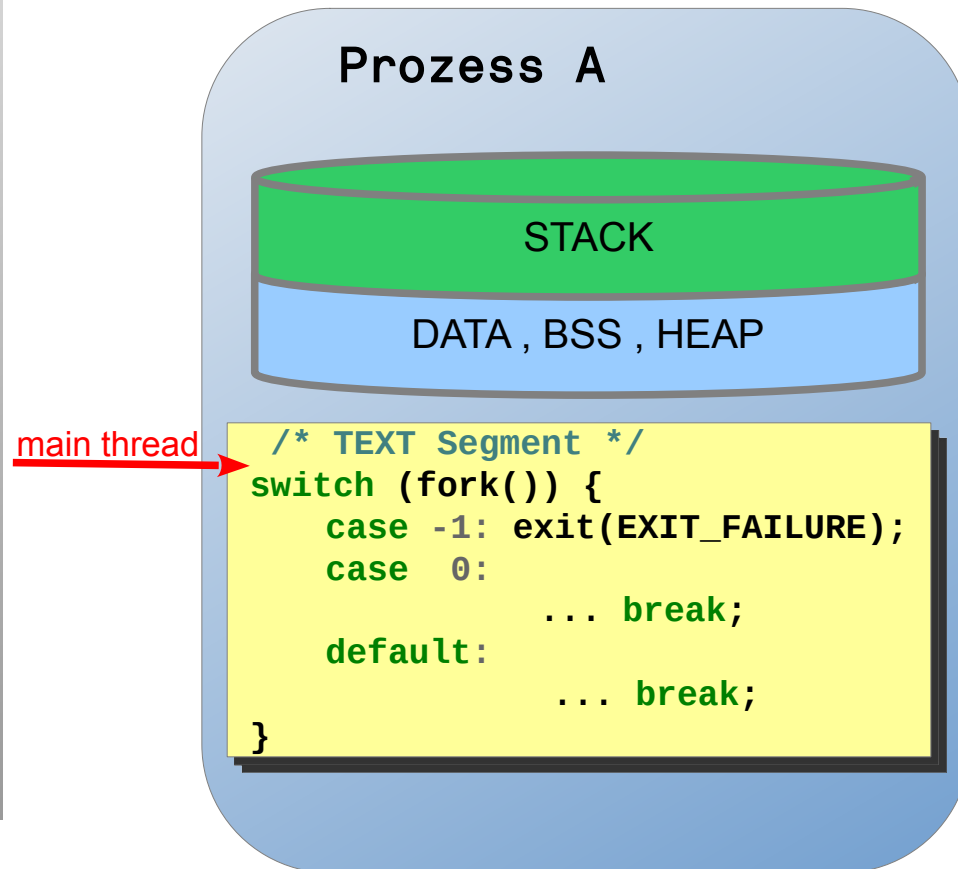 Prozess A
STACK
DATA , BSS , HEAP
main thread
/* TEXT Segment */
switch (fork()) {
case -1: exit(EXIT_FAILURE);
case 0:
... break;
default:
... break;
}